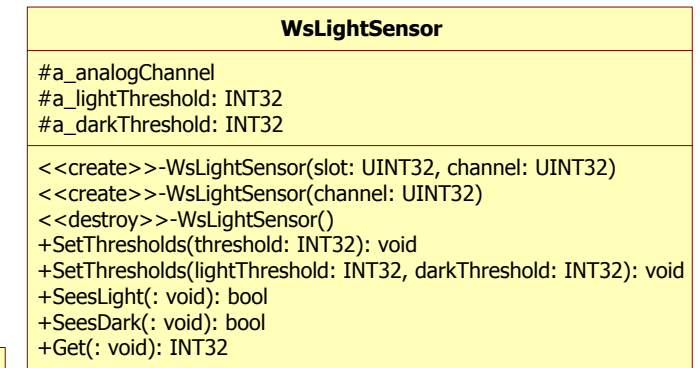 WsLightSensor
#a_analogChannel
#a_lightThreshold: INT32
#a_darkThreshold: INT32
<<create>>-WsLightSensor(slot: UINT32, channel: UINT32)
<<create>>-WsLightSensor(channel: UINT32)
<<destroy>>-WsLightSensor()
+SetThresholds(threshold: INT32): void
+SetThresholds(lightThreshold: INT32, darkThreshold: INT32): void
+SeesLight(: void): bool
+SeesDark(: void): bool
+Get(: void): INT32